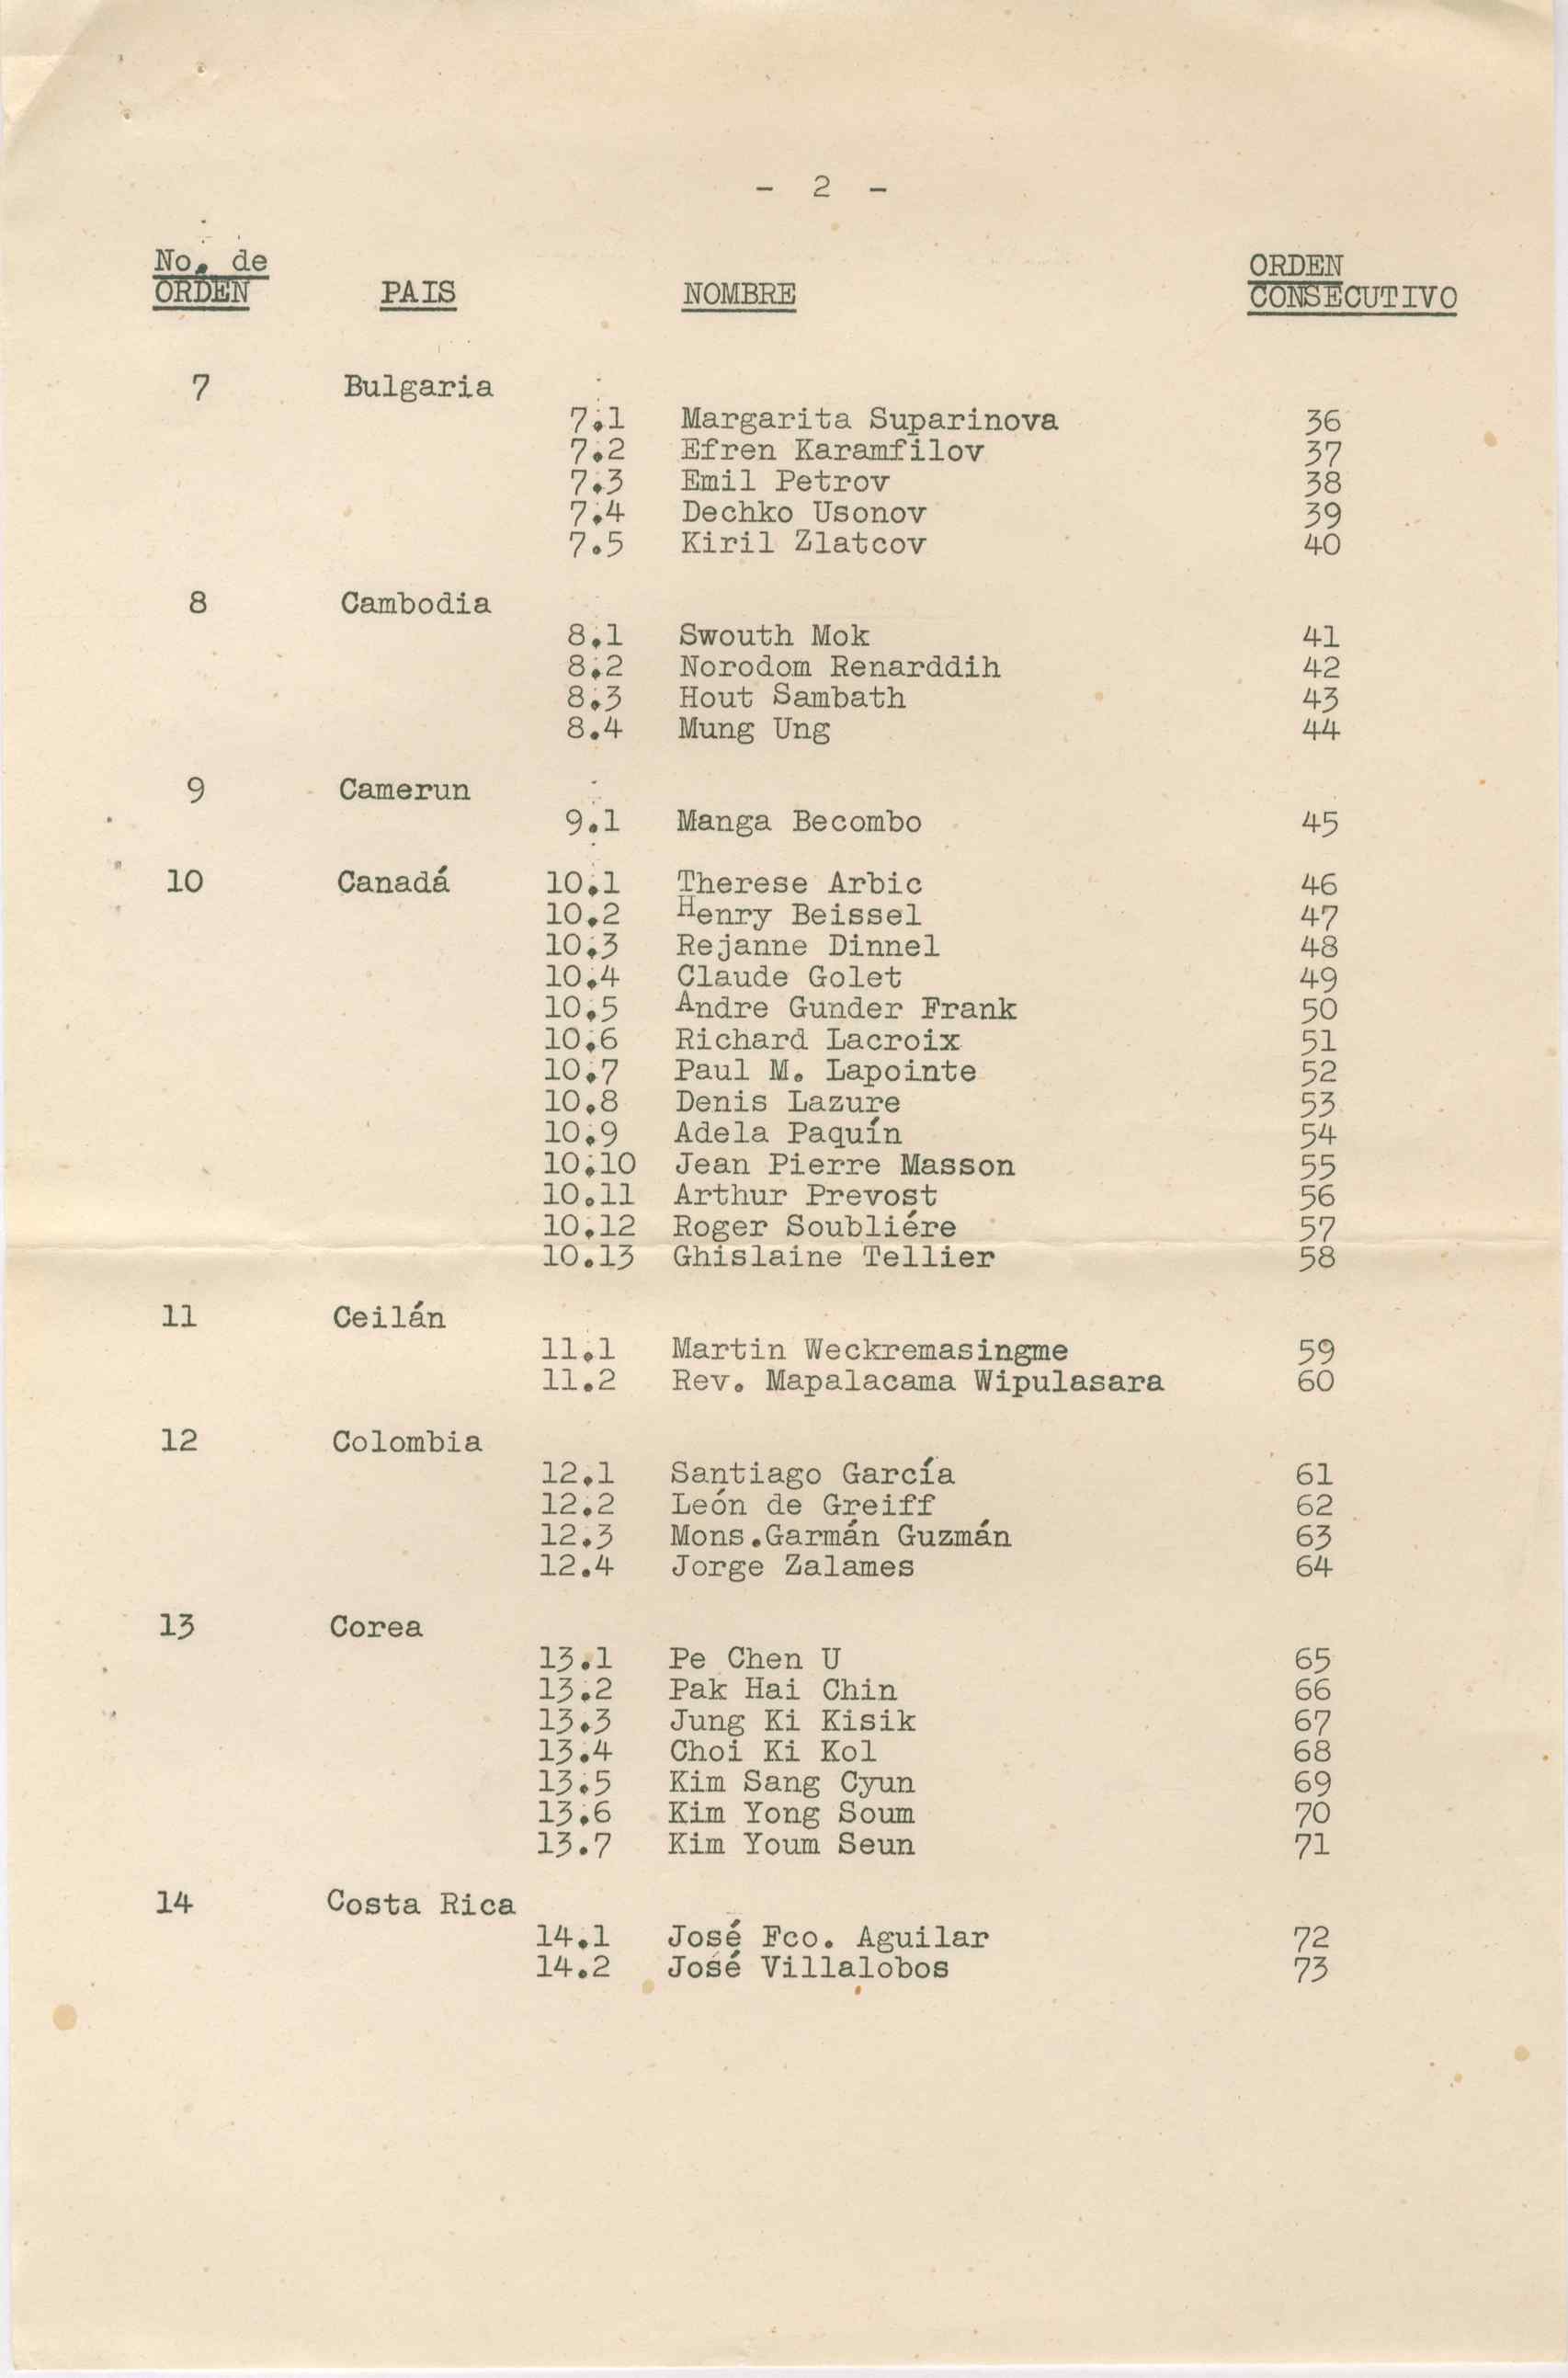 - 2 -
No. de ORDEN PAIS NOMBRE ORDEN CONSECUTIVO
7 Bulgaria
7.1 Margarita Suparinova 36
7.2 Efren Karamfilov 37
7.3 Emil Petrov 38
7.4 Dechko Usonov 39
7.5 Kiril Zlatcov 40
8 Cambodia
8.1 Swouth Mok 41
8.2 Norodom Renarddih 42
8.3 Hout Sambath 43
8.4 Mung Ung 44
9 Camerun
9.1 Manga Becombo 45
10 Canadá 10.1 Therese Arbic 46
10.2 Henry Beissel 47
10.3 Rejanne Dinnel 48
10.4 Claude Golet 49
10.5 Andre Gunder Frank 50
10.6 Richard Lacroix 51
10.7 Paul M. Lapointe 52
10.8 Denis Lazure 53
10.9 Adela Paquín 54
10.10 Jean Pierre Masson 55
10.11 Arthur Prevost 56
10.12 Roger Soubliére 57
10.13 Ghislaine Tellier 58
11 Ceilán
11.1 Martin Weckremasingme 59
11.2 Rev. Mapalacama Wipulasara 60
12 Colombia
12.1 Santiago García 61
12.2 León de Greiff 62
12.3 Mons.Garmán Guzmán 63
12.4 Jorge Zalames 64
13 Corea
13.1 Pe Chen U 65
13.2 Pak Hai Chin 66
13.3 Jung Ki Kisik 67
13.4 Choi Ki Kol 68
13.5 Kim Sang Cyun 69
13.6 Kim Yong Soum 70
13.7 Kim Youm Seun 71
14 Costa Rica
14.1 José Fco. Aguilar 72
14.2 José Villalobos 73